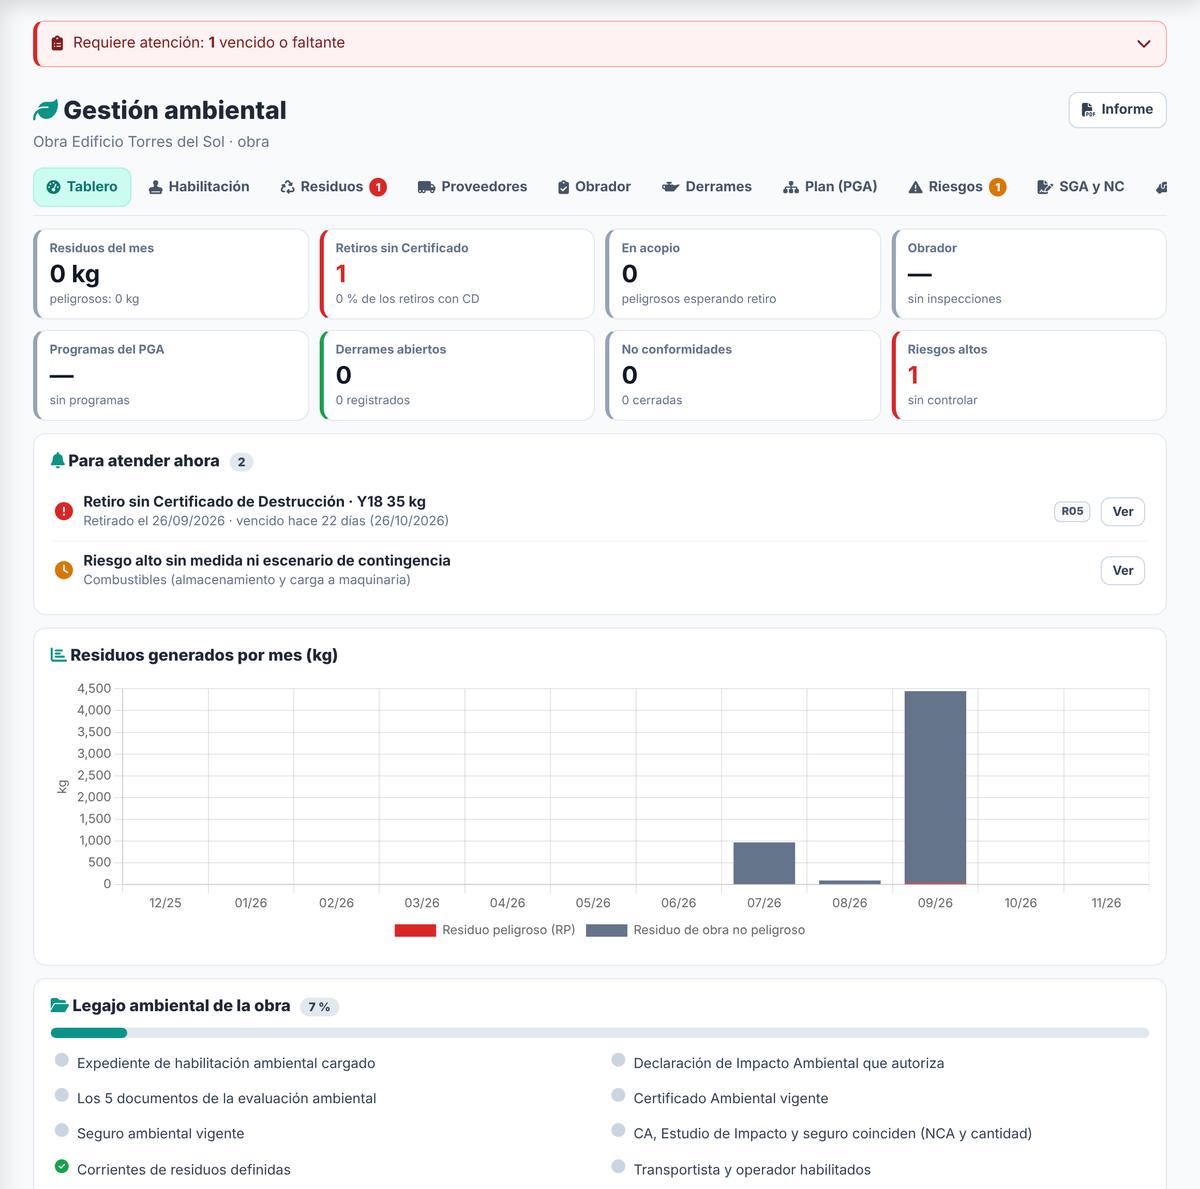 Requiere atención: 1 vencido o faltante
Gestión ambiental
Informe
Obra Edificio Torres del Sol · obra
Tablero
Habilitación
Residuos 1
Proveedores
Obrador
Derrames
Plan (PGA)
Riesgos 1
SGA y NC
Residuos del mes
0 kg
peligrosos: 0 kg
Retiros sin Certificado
1
0 % de los retiros con CD
En acopio
0
peligrosos esperando retiro
Obrador
—
sin inspecciones
Programas del PGA
—
sin programas
Derrames abiertos
0
0 registrados
No conformidades
0
0 cerradas
Riesgos altos
1
sin controlar
Para atender ahora 2
Retiro sin Certificado de Destrucción · Y18 35 kg
Retirado el 26/09/2026 · vencido hace 22 días (26/10/2026)
R05
Ver
Riesgo alto sin medida ni escenario de contingencia
Combustibles (almacenamiento y carga a maquinaria)
Ver
Residuos generados por mes (kg)
kg
4,500
4,000
3,500
3,000
2,500
2,000
1,500
1,000
500
0
12/25 01/26 02/26 03/26 04/26 05/26 06/26 07/26 08/26 09/26 10/26 11/26
Residuo peligroso (RP) Residuo de obra no peligroso
Legajo ambiental de la obra 7 %
Expediente de habilitación ambiental cargado
Declaración de Impacto Ambiental que autoriza
Los 5 documentos de la evaluación ambiental
Certificado Ambiental vigente
Seguro ambiental vigente
CA, Estudio de Impacto y seguro coinciden (NCA y cantidad)
Corrientes de residuos definidas
Transportista y operador habilitados